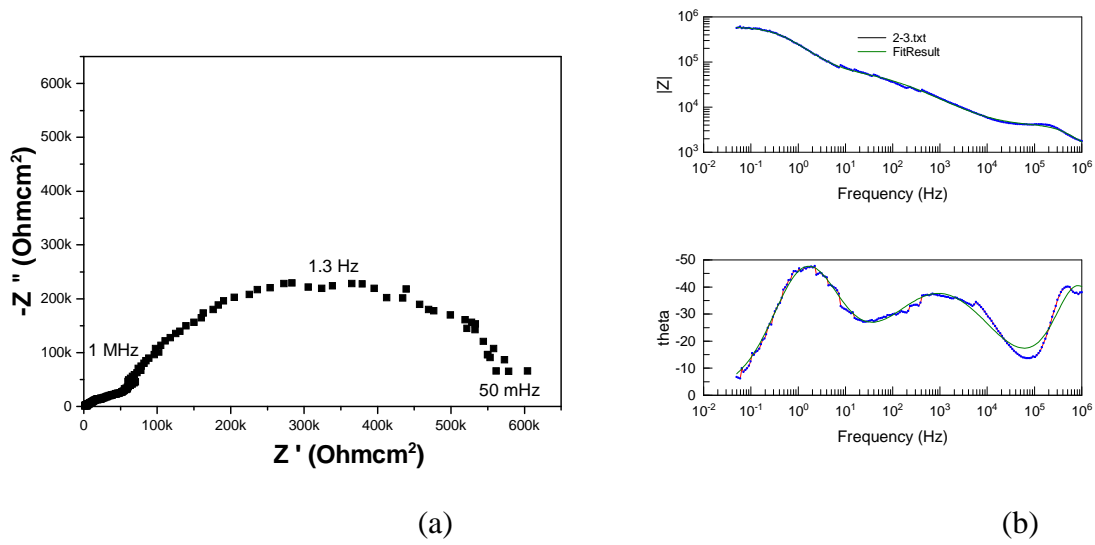 600k
500k
400k
300k
200k
100k
0
0
100k
200k
300k
400k
500k
600k
-Z '' (Ohmcm²)
Z ' (Ohmcm²)
1 MHz
1.3 Hz
50 mHz
(a)
10⁶
10⁵
10⁴
10³
|Z|
2-3.txt
FitResult
10⁻² 10⁻¹ 10⁰ 10¹ 10² 10³ 10⁴ 10⁵ 10⁶
Frequency (Hz)
-50
-40
-30
-20
-10
0
theta
10⁻² 10⁻¹ 10⁰ 10¹ 10² 10³ 10⁴ 10⁵ 10⁶
Frequency (Hz)
(b)